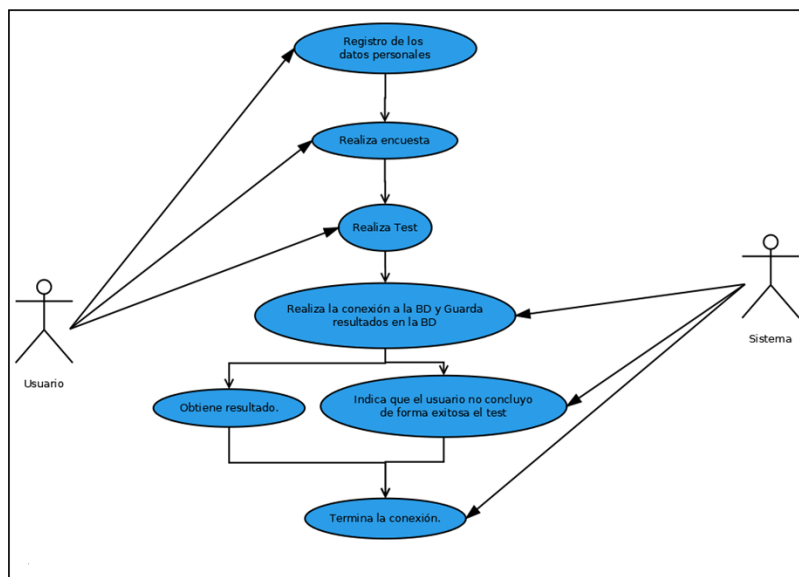 Registro de los
datos personales
Realiza encuesta
Realiza Test
Realiza la conexión a la BD y Guarda
resultados en la BD
Usuario
Sistema
Obtiene resultado.
Indica que el usuario no concluyo
de forma exitosa el test
Termina la conexión.